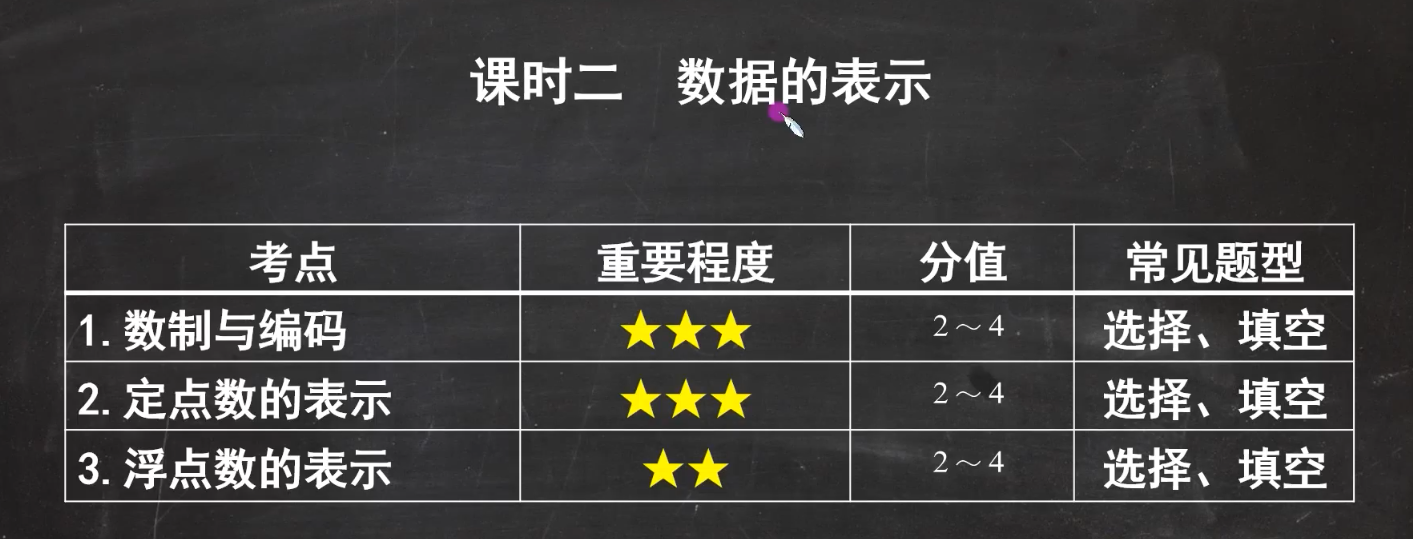 课时二 数据的表示
考点 重要程度 分值 常见题型
1.数制与编码 ★★★ 2～4 选择、填空
2.定点数的表示 ★★★ 2～4 选择、填空
3.浮点数的表示 ★★ 2～4 选择、填空